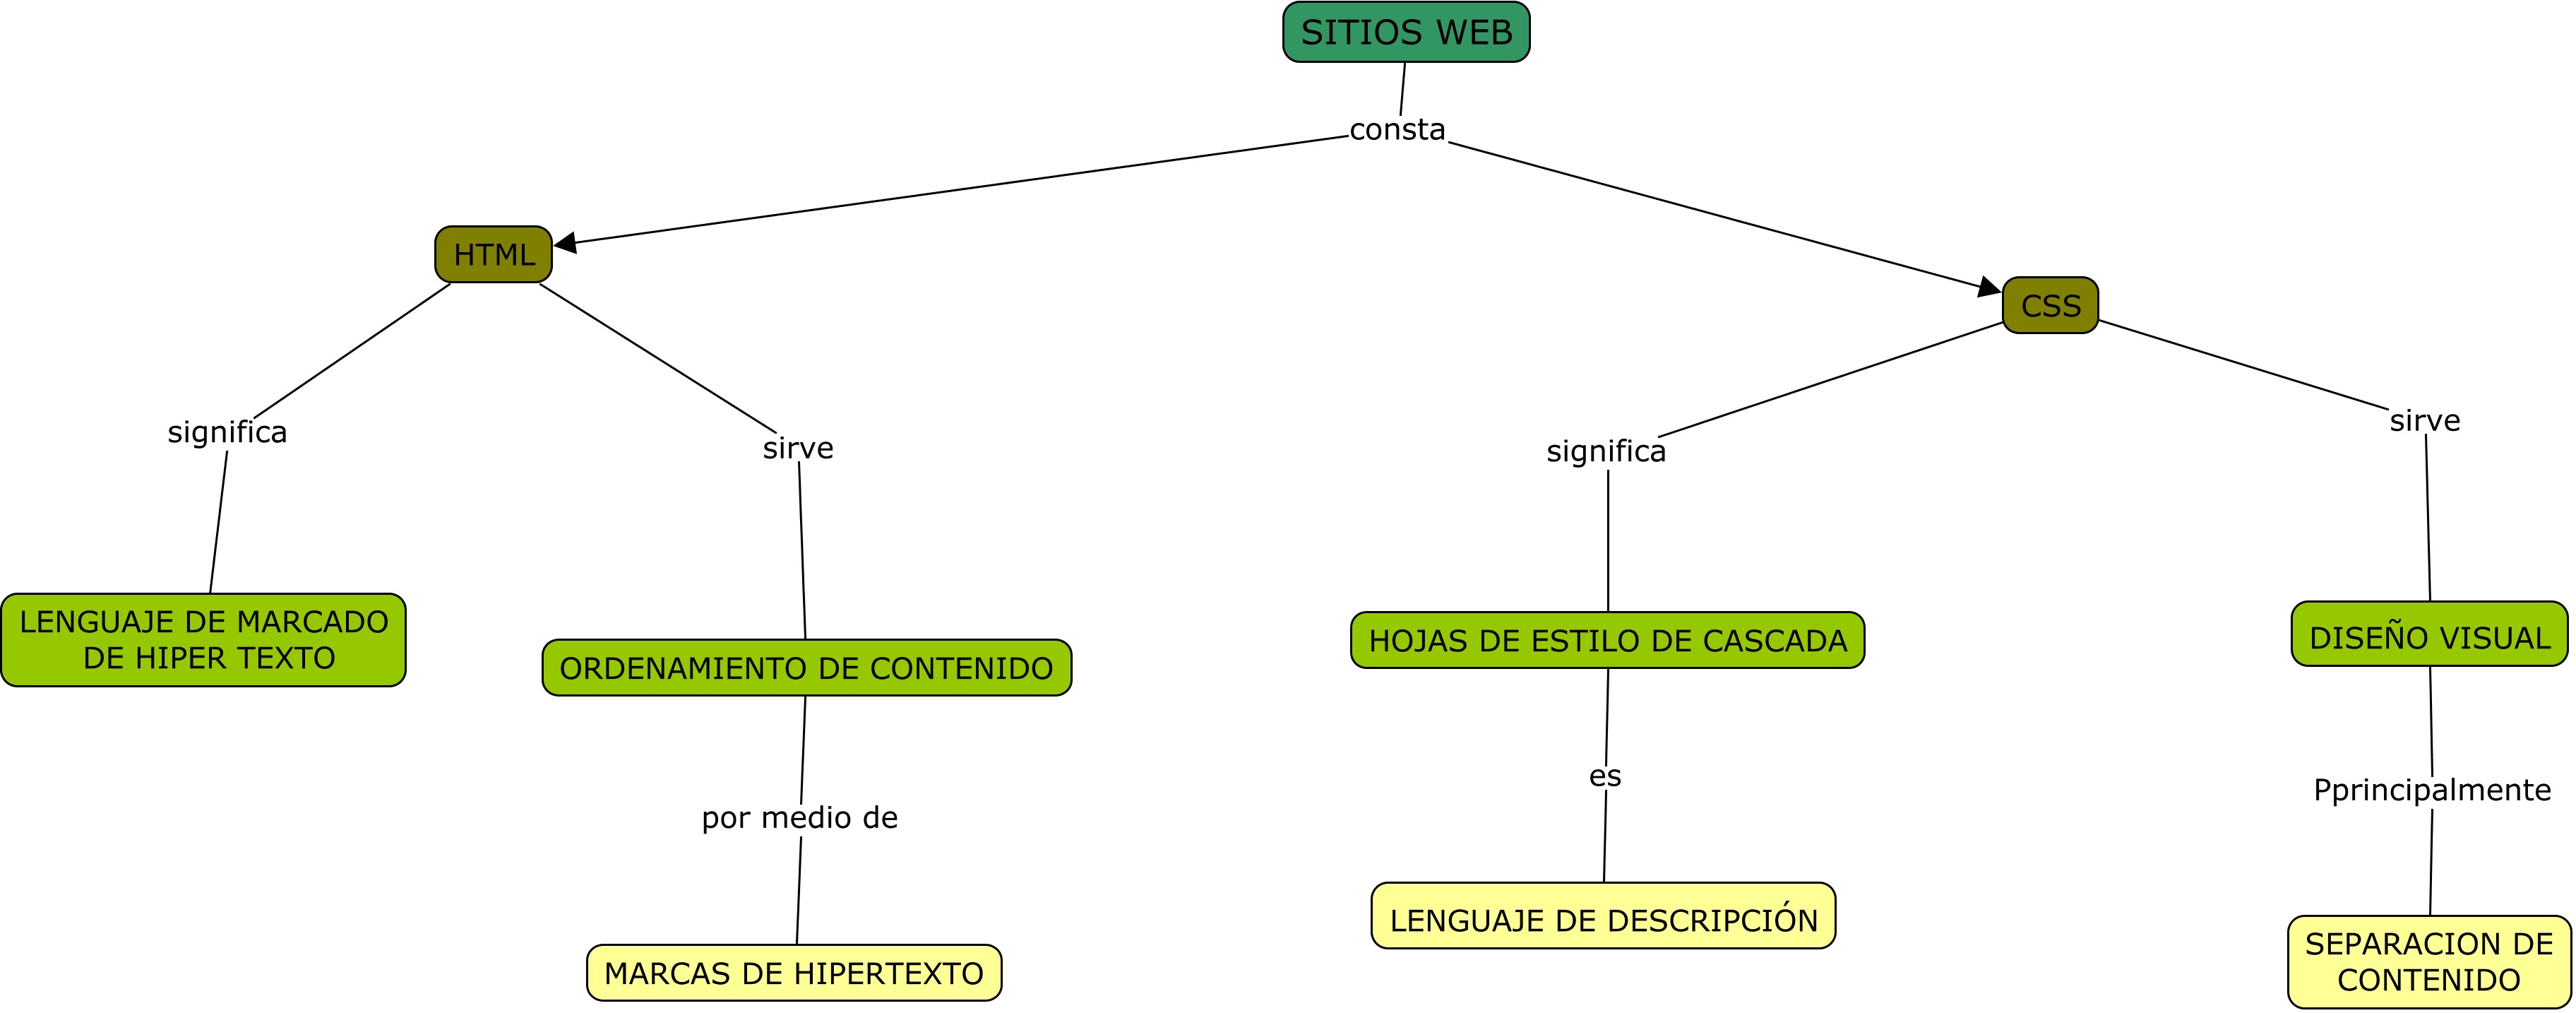 SITIOS WEB
consta
HTML
CSS
significa
sirve
significa
sirve
LENGUAJE DE MARCADO
DE HIPER TEXTO
ORDENAMIENTO DE CONTENIDO
HOJAS DE ESTILO DE CASCADA
DISEÑO VISUAL
por medio de
es
Pprincipalmente
MARCAS DE HIPERTEXTO
LENGUAJE DE DESCRIPCIÓN
SEPARACION DE
CONTENIDO